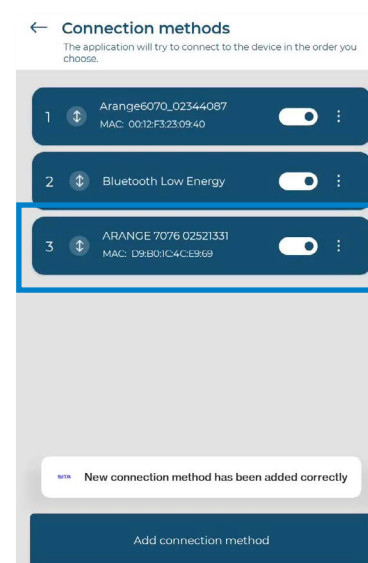 Connection methods
The application will try to connect to the device in the order you
choose.
1
Arange6070_02344087
MAC: 00:12:F3:23:09:40
2
Bluetooth Low Energy
3
ARANGE 7076 02521331
MAC: D9:B0:1C:4C:E9:69
SITR New connection method has been added correctly
Add connection method